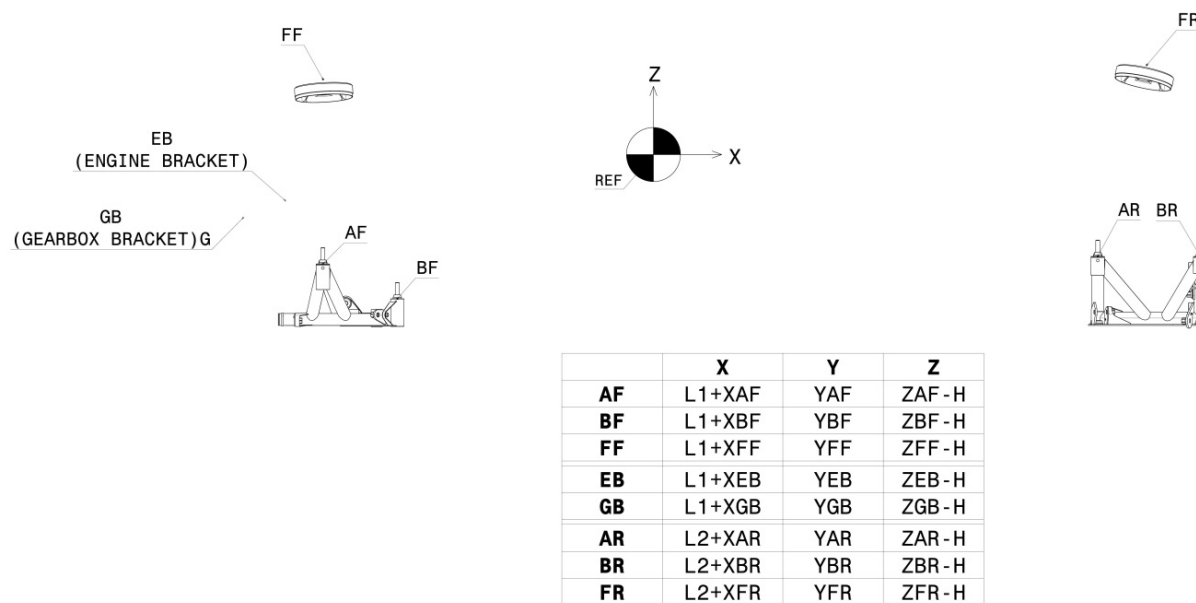 FF
FR
Z
X
REF
EB
(ENGINE BRACKET)
GB
(GEARBOX BRACKET)G
AF
BF
AR BR
X Y Z
AF L1+XAF YAF ZAF-H
BF L1+XBF YBF ZBF-H
FF L1+XFF YFF ZFF-H
EB L1+XEB YEB ZEB-H
GB L1+XGB YGB ZGB-H
AR L2+XAR YAR ZAR-H
BR L2+XBR YBR ZBR-H
FR L2+XFR YFR ZFR-H